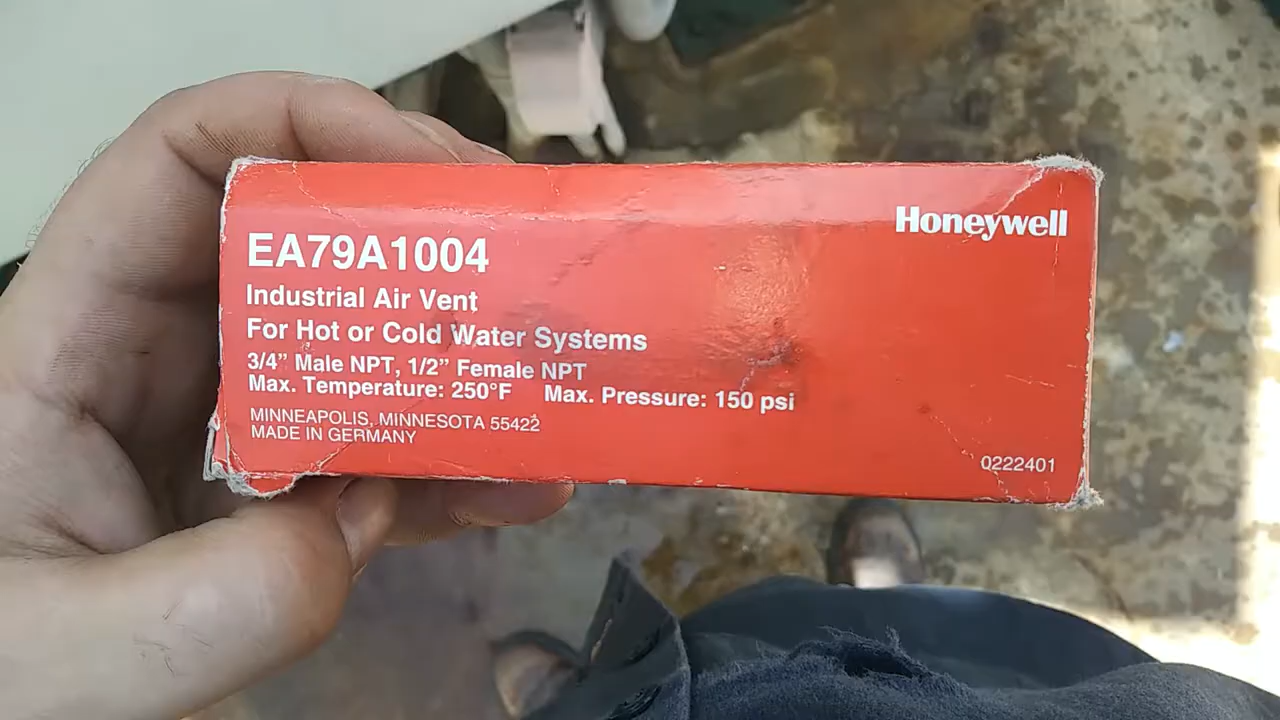 Honeywell
EA79A1004
Industrial Air Vent
For Hot or Cold Water Systems
3/4” Male NPT, 1/2” Female NPT
Max. Temperature: 250°F Max. Pressure: 150 psi
MINNEAPOLIS, MINNESOTA 55422
MADE IN GERMANY
0222401